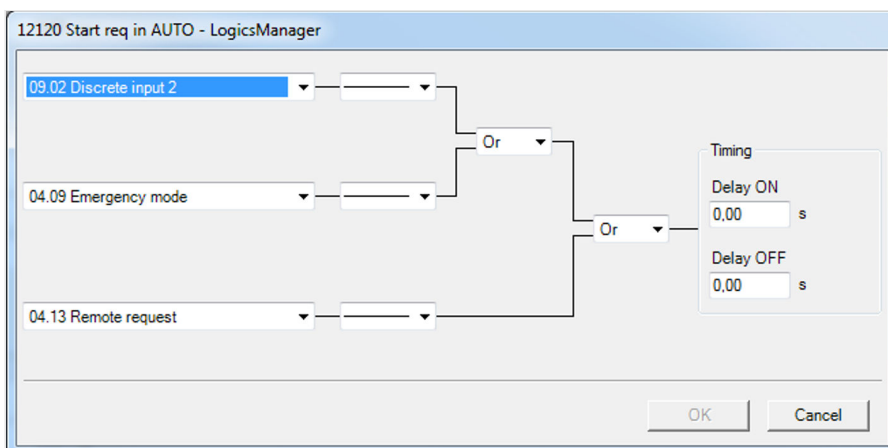 12120 Start req in AUTO - LogicsManager
09.02 Discrete input 2
Or
Timing
Delay ON
04.09 Emergency mode
0,00 s
Or
Delay OFF
0,00 s
04.13 Remote request
OK Cancel